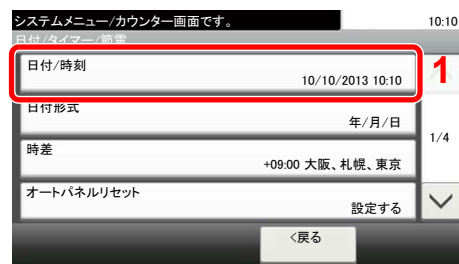 システムメニュー/カウンター画面です。
10:10
日付/タイマー/節電
日付/時刻
10/10/2013 10:10
1
日付形式
年/月/日
1/4
時差
+09:00 大阪、札幌、東京
オートパネルリセット
設定する
<戻る